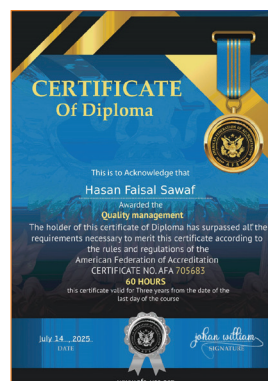 CERTIFICATE
Of Diploma
This is to Acknowledge that
Hasan Faisal Sawaf
Awarded the
Quality management
The holder of this certificate of Diploma has surpassed all the
requirements necessary to merit this certificate according to
the rules and regulations of the
American Federation of Accreditation
CERTIFICATE NO. AFA 705683
60 HOURS
this certificate valid for Three years from the date of the
last day of the course
July 14 , 2025
DATE
johan william
SIGNATURE